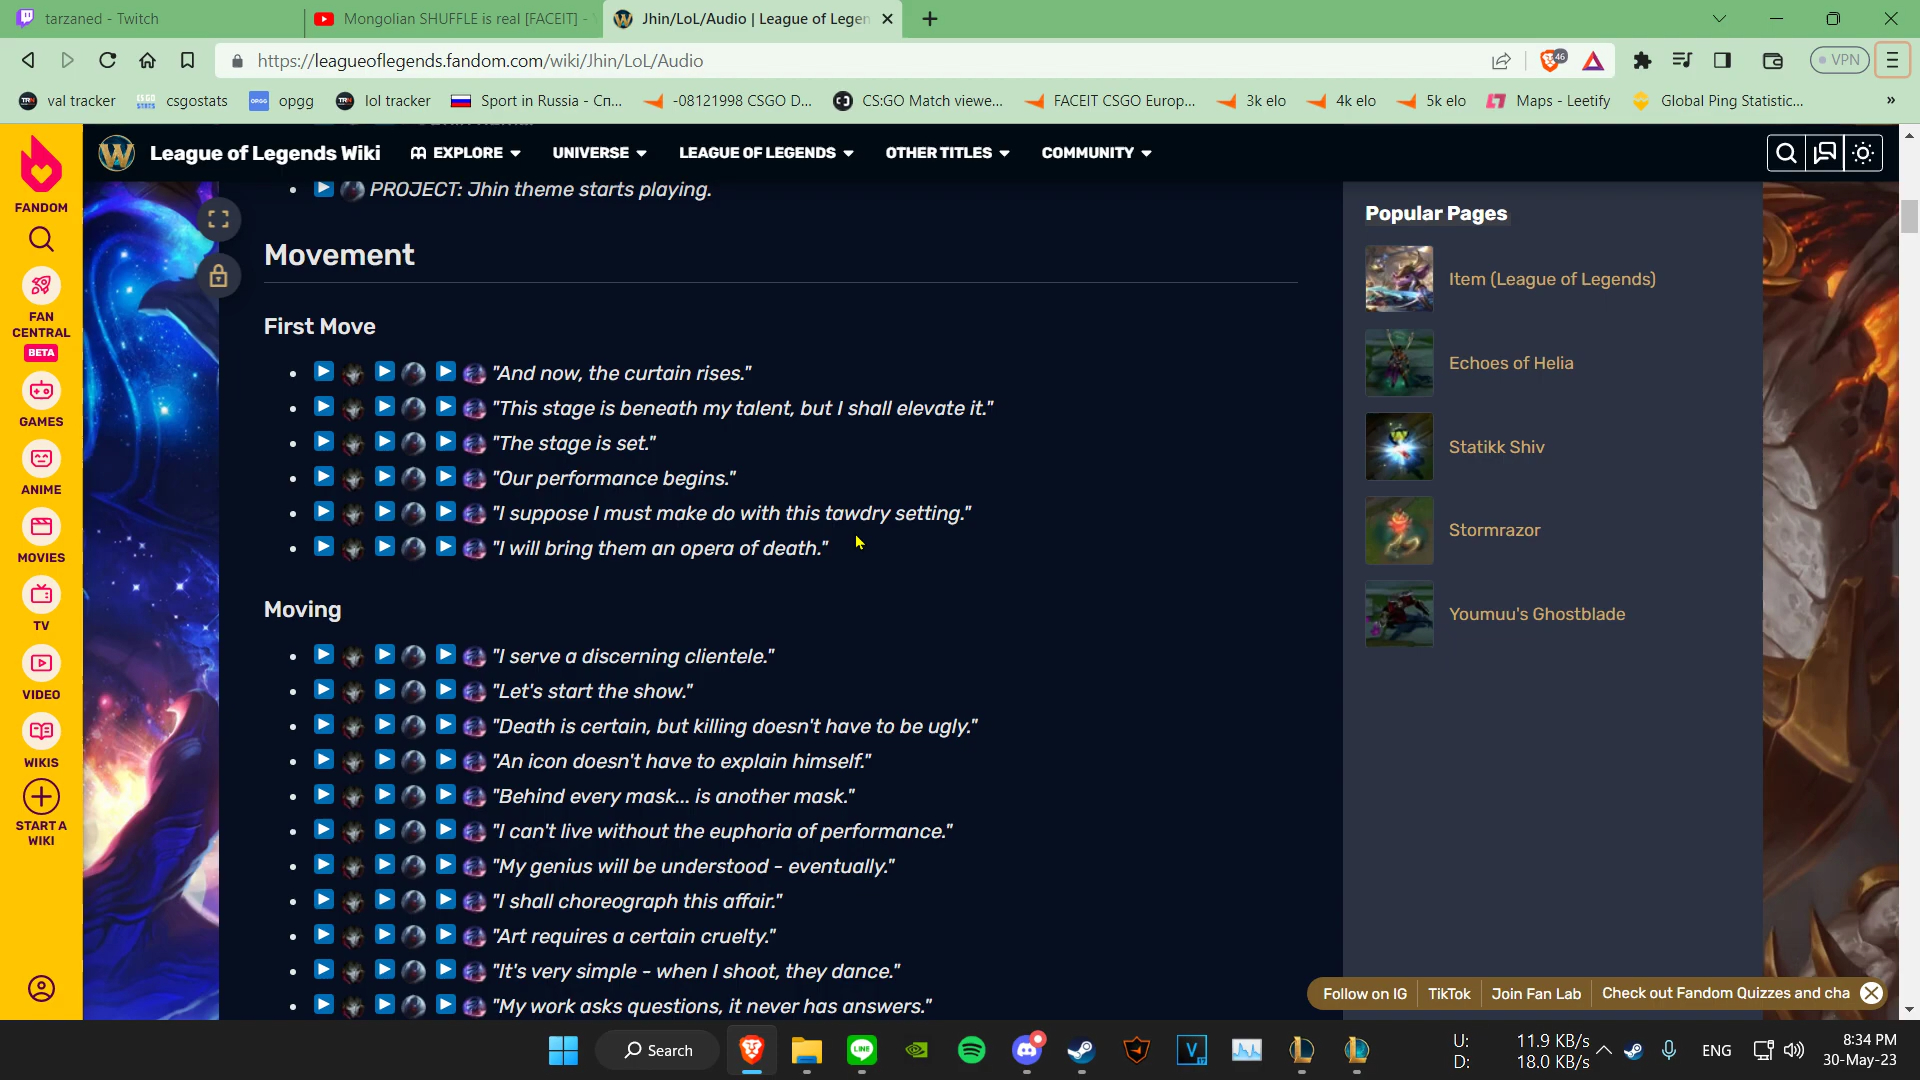 tarzaned - Twitch
Mongolian SHUFFLE is real [FACEIT] -
Jhin/LoL/Audio | League of Legen
https://leagueoflegends.fandom.com/wiki/Jhin/LoL/Audio
46
VPN
val tracker
csgostats
opgg
lol tracker
Sport in Russia - Сп...
-08121998 CSGO D...
CS:GO Match viewe...
FACEIT CSGO Europ...
3k elo
4k elo
5k elo
Maps - Leetify
Global Ping Statistic...
»
League of Legends Wiki
EXPLORE
UNIVERSE
LEAGUE OF LEGENDS
OTHER TITLES
COMMUNITY
FANDOM
FAN CENTRAL
BETA
GAMES
ANIME
MOVIES
TV
VIDEO
WIKIS
START A WIKI
PROJECT: Jhin theme starts playing.
Movement
First Move
"And now, the curtain rises."
"This stage is beneath my talent, but I shall elevate it."
"The stage is set."
"Our performance begins."
"I suppose I must make do with this tawdry setting."
"I will bring them an opera of death."
Moving
"I serve a discerning clientele."
"Let's start the show."
"Death is certain, but killing doesn't have to be ugly."
"An icon doesn't have to explain himself."
"Behind every mask... is another mask."
"I can't live without the euphoria of performance."
"My genius will be understood - eventually."
"I shall choreograph this affair."
"Art requires a certain cruelty."
"It's very simple - when I shoot, they dance."
"My work asks questions, it never has answers."
Popular Pages
Item (League of Legends)
Echoes of Helia
Statikk Shiv
Stormrazor
Youmuu's Ghostblade
Follow on IG
TikTok
Join Fan Lab
Check out Fandom Quizzes and cha
Search
U: 11.9 KB/s
D: 18.0 KB/s
ENG
8:34 PM
30-May-23